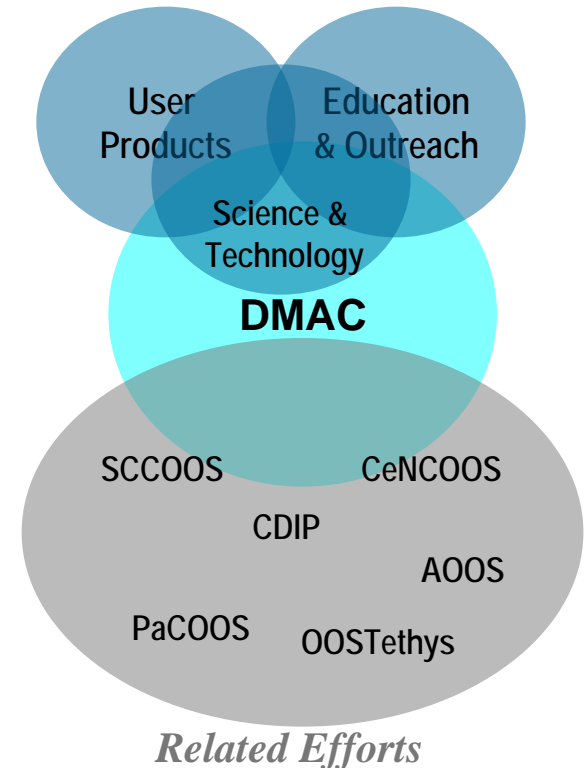 User
Products
Education
& Outreach
Science &
Technology
DMAC
SCCOOS
CeNCOOS
CDIP
AOOS
PaCOOS
OOSTethys
Related Efforts